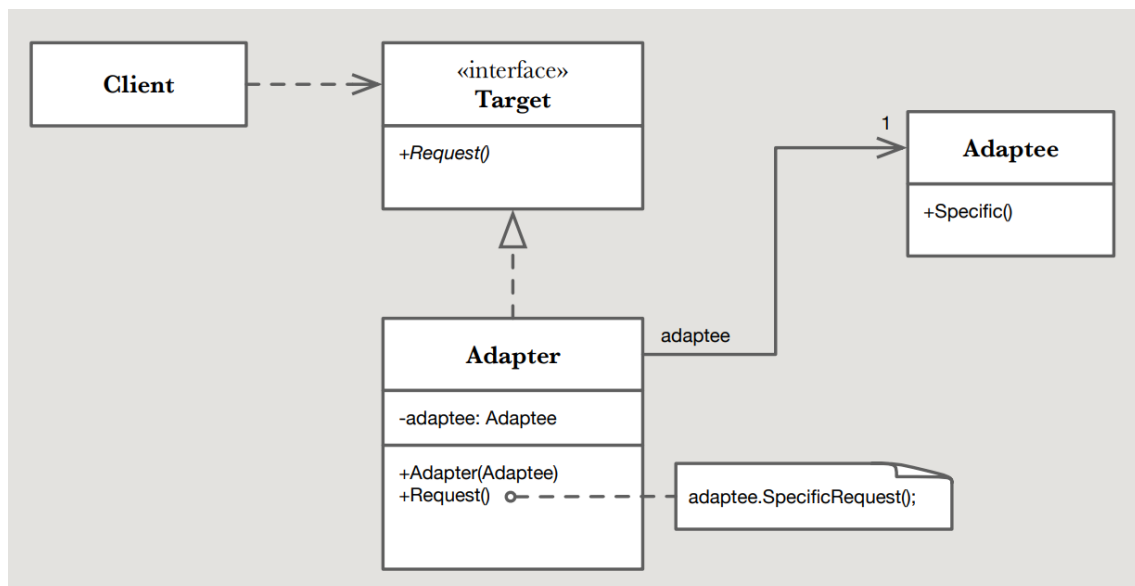 Client
«interface»
Target
+Request()
1
Adaptee
+Specific()
adaptee
Adapter
-adaptee: Adaptee
+Adapter(Adaptee)
+Request()
adaptee.SpecificRequest();